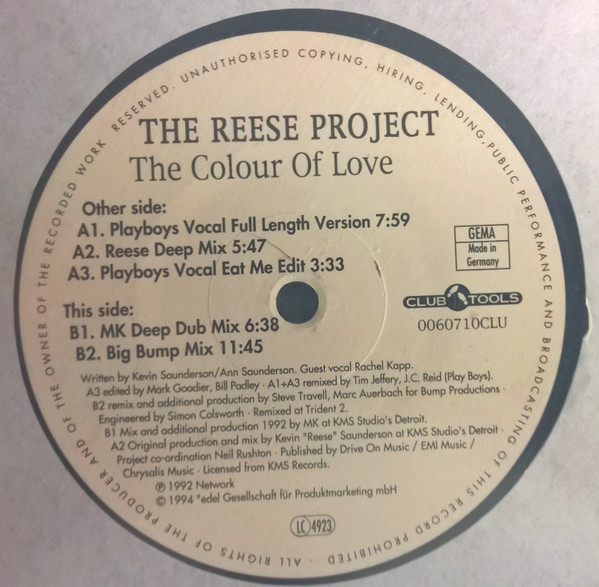 RESERVED. UNAUTHORISED COPYING, HIRING, LENDING, PUBLIC PERFORMANCE AND BROADCASTING OF THIS RECORD PROHIBITED · ALL RIGHTS OF THE PRODUCER AND OF THE OWNER OF THE RECORDED WORK
THE REESE PROJECT
The Colour Of Love
Other side:
A1. Playboys Vocal Full Length Version 7:59
A2. Reese Deep Mix 5:47
A3. Playboys Vocal Eat Me Edit 3:33
GEMA
Made in
Germany
This side:
B1. MK Deep Dub Mix 6:38
B2. Big Bump Mix 11:45
CLUB TOOLS
0060710CLU
Written by Kevin Saunderson/Ann Saunderson. Guest vocal Rachel Kapp.
A3 edited by Mark Goodier, Bill Padley · A1+A3 remixed by Tim Jeffery, J.C. Reid (Play Boys).
B2 remix and additional production by Steve Travell, Marc Auerbach for Bump Productions ·
Engineered by Simon Colsworth · Remixed at Trident 2.
B1 Mix and additional production 1992 by MK at KMS Studio's Detroit.
A2 Original production and mix by Kevin "Reese" Saunderson at KMS Studio's Detroit ·
Project co-ordination Neil Rushton · Published by Drive On Music / EMI Music /
Chrysalis Music · Licensed from KMS Records.
℗ 1992 Network
© 1994 "edel Gesellschaft für Produktmarketing mbH
LC 4923